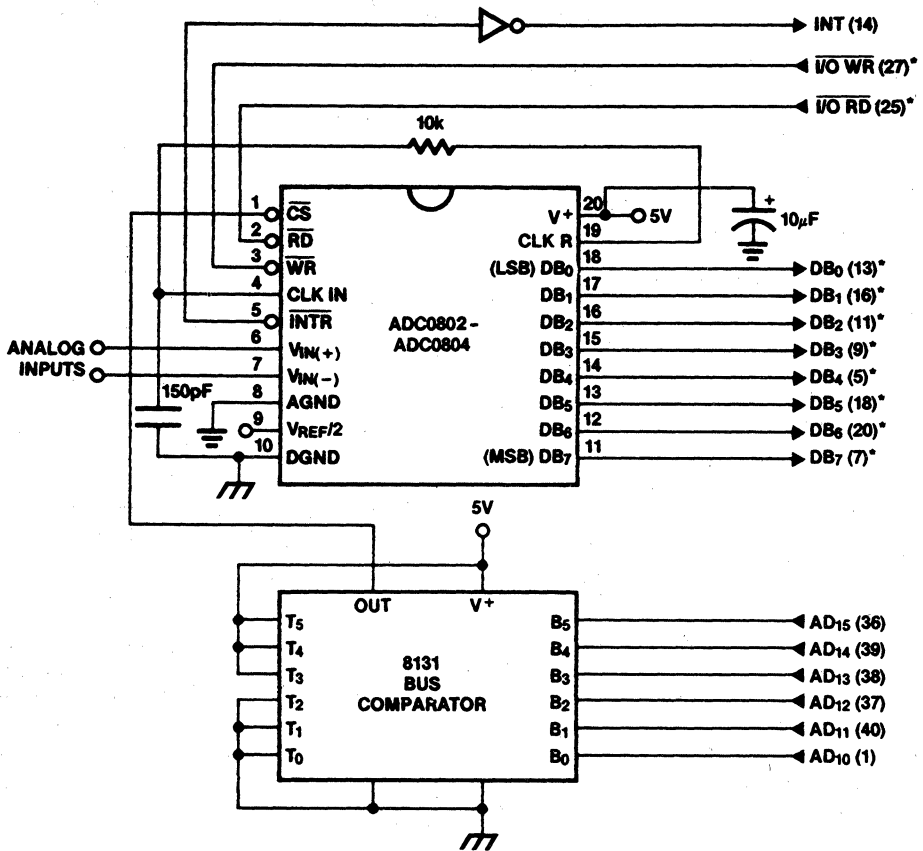 INT (14)
I/O WR (27)*
I/O RD (25)*
10k
1 CS
2 RD
3 WR
4 CLK IN
5 INTR
6 VIN(+)
7 VIN(−)
8 AGND
9 VREF/2
10 DGND
ANALOG
INPUTS
150pF
ADC0802 -
ADC0804
V+ 20
5V
+
10µF
CLK R 19
(LSB) DB0 18
DB1 17
DB2 16
DB3 15
DB4 14
DB5 13
DB6 12
(MSB) DB7 11
DB0 (13)*
DB1 (16)*
DB2 (11)*
DB3 (9)*
DB4 (5)*
DB5 (18)*
DB6 (20)*
DB7 (7)*
5V
OUT
V+
T5
T4
T3
T2
T1
T0
8131
BUS
COMPARATOR
B5
B4
B3
B2
B1
B0
AD15 (36)
AD14 (39)
AD13 (38)
AD12 (37)
AD11 (40)
AD10 (1)